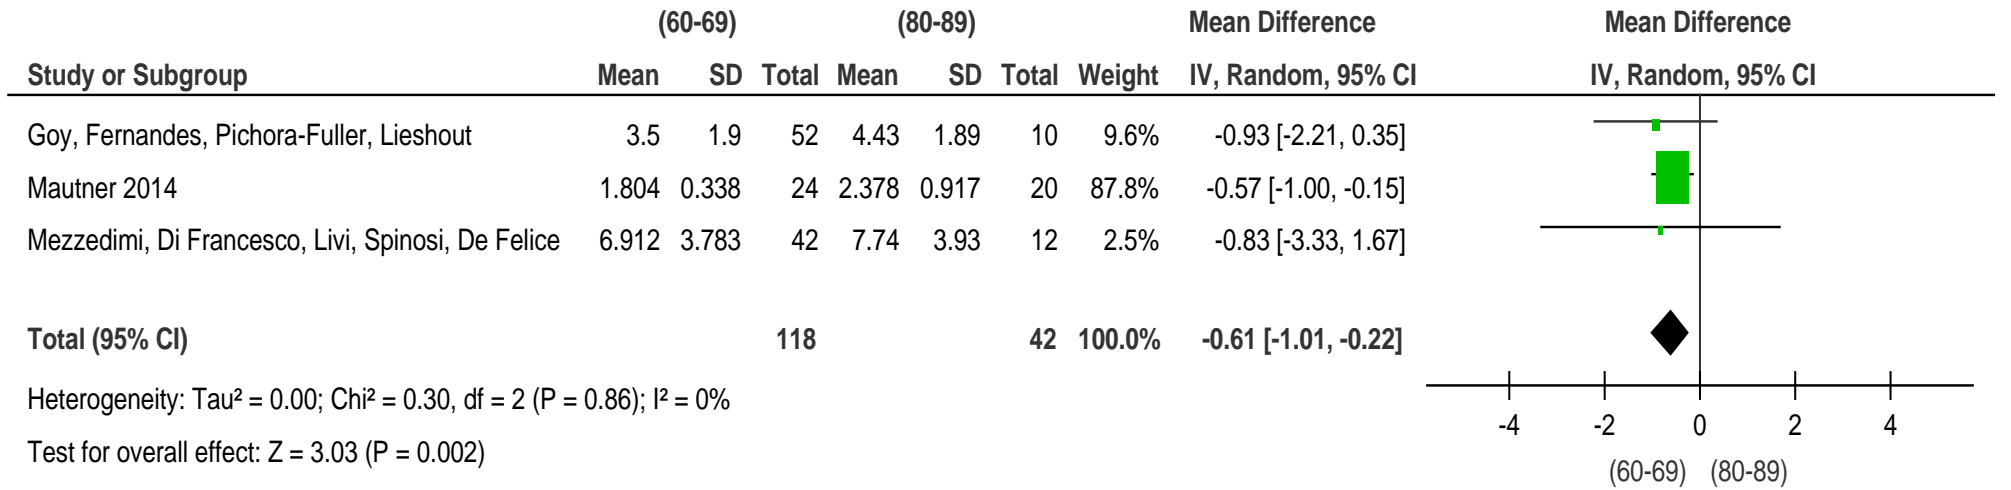 (60-69) (80-89) Mean Difference Mean Difference
Study or Subgroup Mean SD Total Mean SD Total Weight IV, Random, 95% CI IV, Random, 95% CI
Goy, Fernandes, Pichora-Fuller, Lieshout 3.5 1.9 52 4.43 1.89 10 9.6% -0.93 [-2.21, 0.35]
Mautner 2014 1.804 0.338 24 2.378 0.917 20 87.8% -0.57 [-1.00, -0.15]
Mezzedimi, Di Francesco, Livi, Spinosi, De Felice 6.912 3.783 42 7.74 3.93 12 2.5% -0.83 [-3.33, 1.67]
Total (95% CI) 118 42 100.0% -0.61 [-1.01, -0.22]
Heterogeneity: Tau² = 0.00; Chi² = 0.30, df = 2 (P = 0.86); I² = 0%
Test for overall effect: Z = 3.03 (P = 0.002)
-4 -2 0 2 4
(60-69) (80-89)